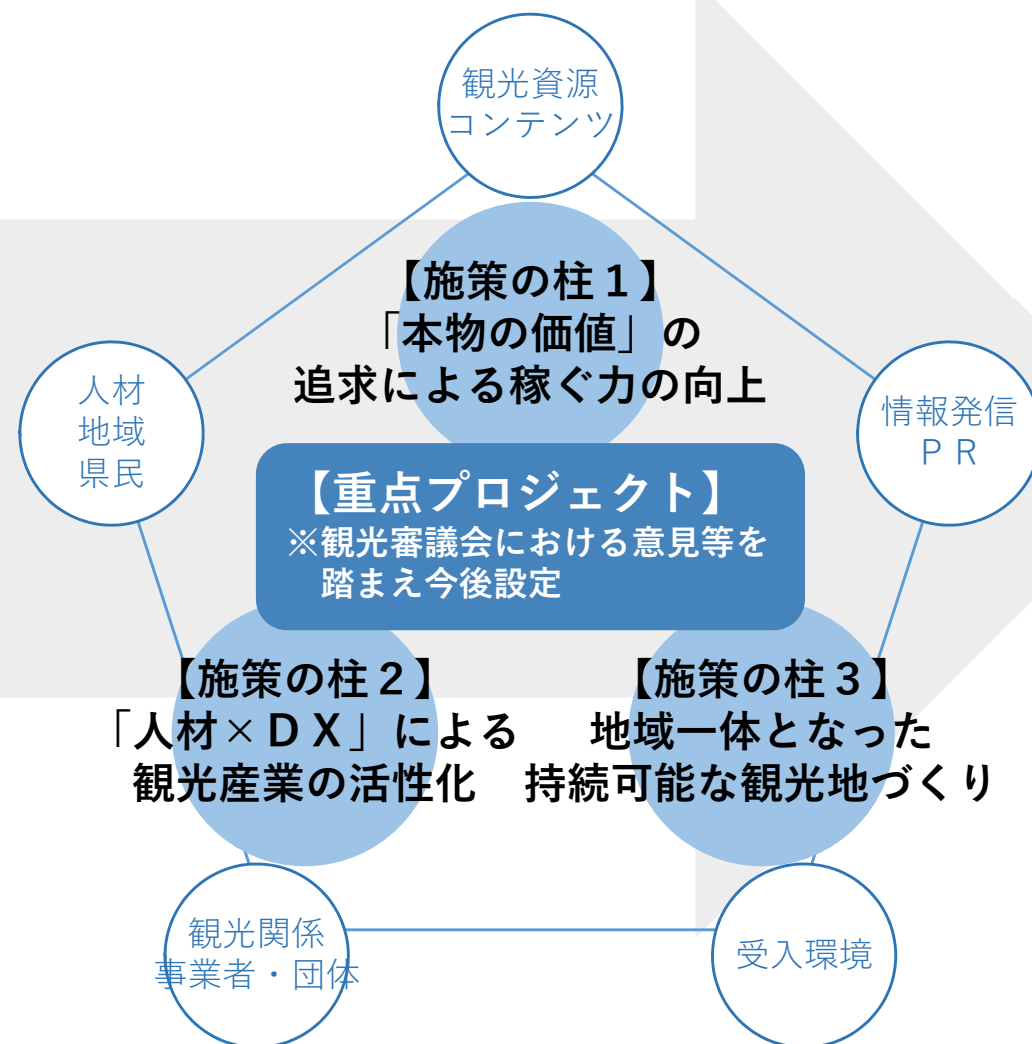 観光資源
コンテンツ
【施策の柱１】
「本物の価値」の
追求による稼ぐ力の向上
人材
地域
県民
情報発信
ＰＲ
【重点プロジェクト】
※観光審議会における意見等を
踏まえ今後設定
【施策の柱２】
「人材×ＤＸ」による
観光産業の活性化
【施策の柱３】
地域一体となった
持続可能な観光地づくり
観光関係
事業者・団体
受入環境